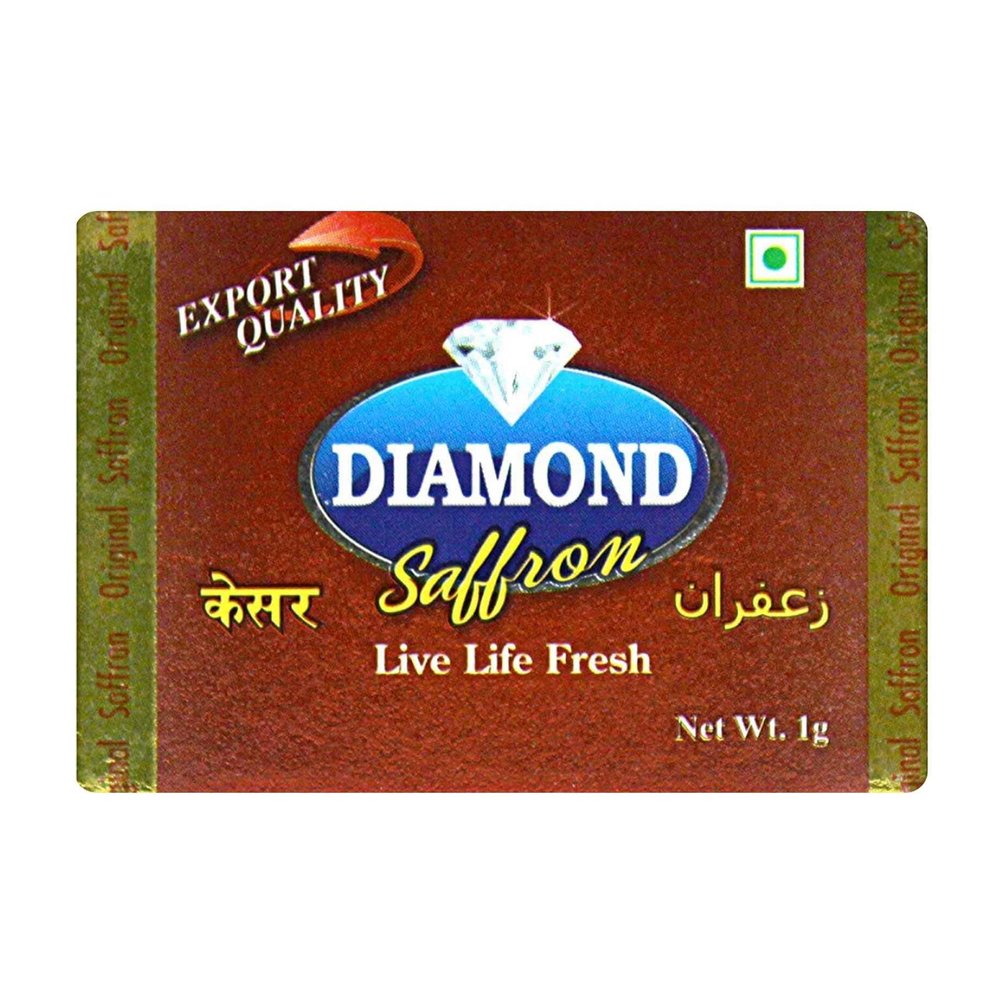 EXPORT
QUALITY
DIAMOND
Saffron
केसर
زعفران
Live Life Fresh
Net Wt. 1g
Original Saffron Original Saffron
Original Saffron Original Saffron